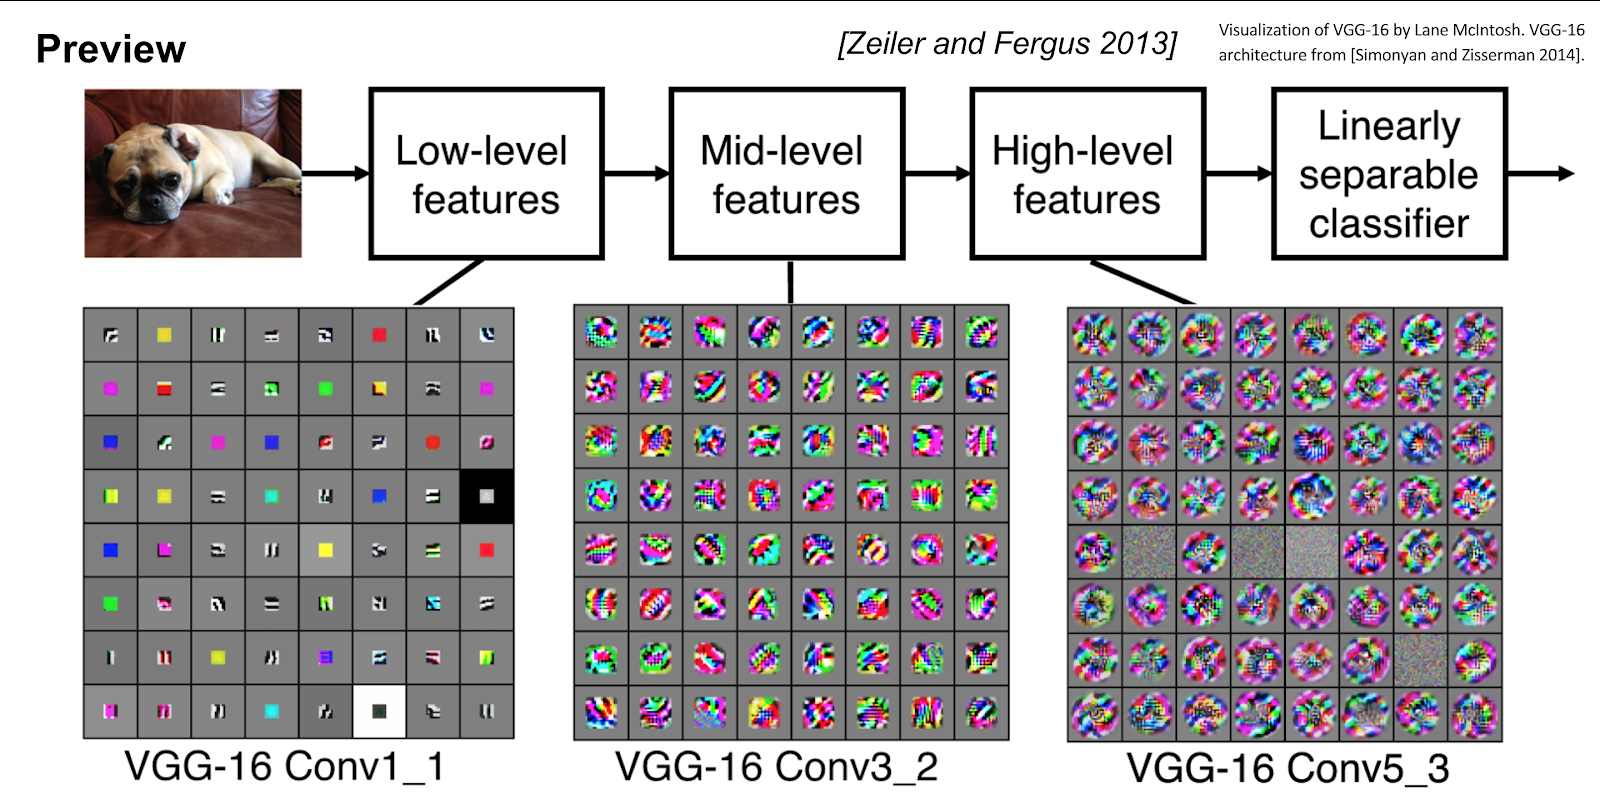 Preview
[Zeiler and Fergus 2013]
Visualization of VGG-16 by Lane McIntosh. VGG-16
architecture from [Simonyan and Zisserman 2014].
Low-level
features
Mid-level
features
High-level
features
Linearly
separable
classifier
VGG-16 Conv1_1
VGG-16 Conv3_2
VGG-16 Conv5_3